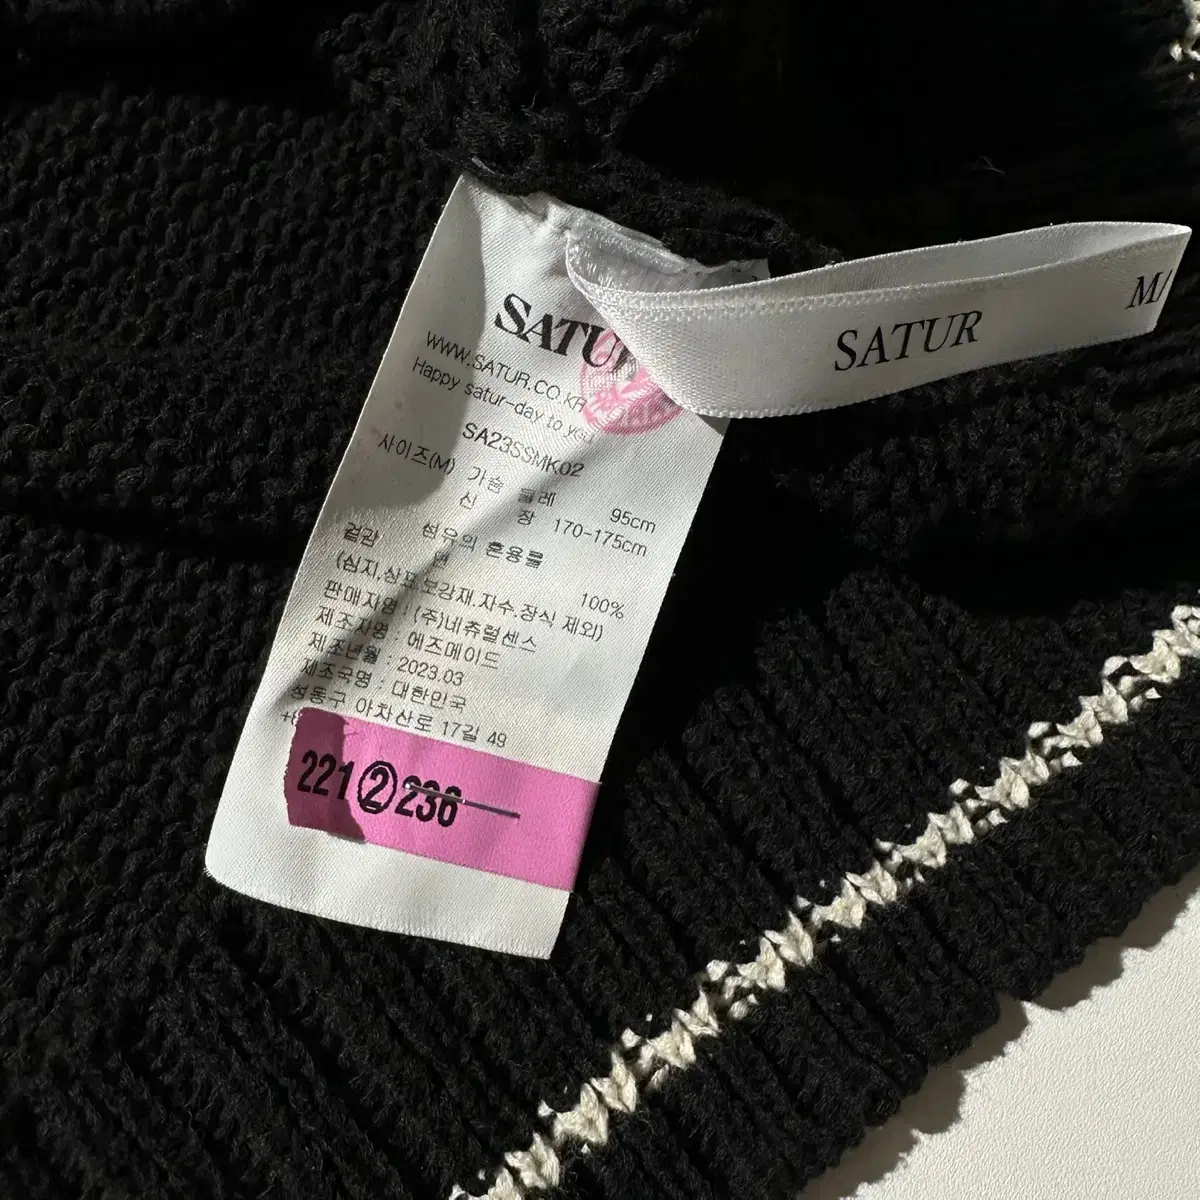 SATUR
M/
SATUR
WWW.SATUR.CO.KR
Happy satur-day to you
SA23SSMK02
사이즈(M) 가슴 둘레 95cm
신 장 170-175cm
겉감 섬유의 혼용률
면 100%
(심지,상표,보강재,자수,장식 제외)
판매자명 : (주)네츄럴센스
제조자명 : 에즈메이드
제조년월 : 2023.03
제조국명 : 대한민국
성동구 아차산로 17길 49
221②236